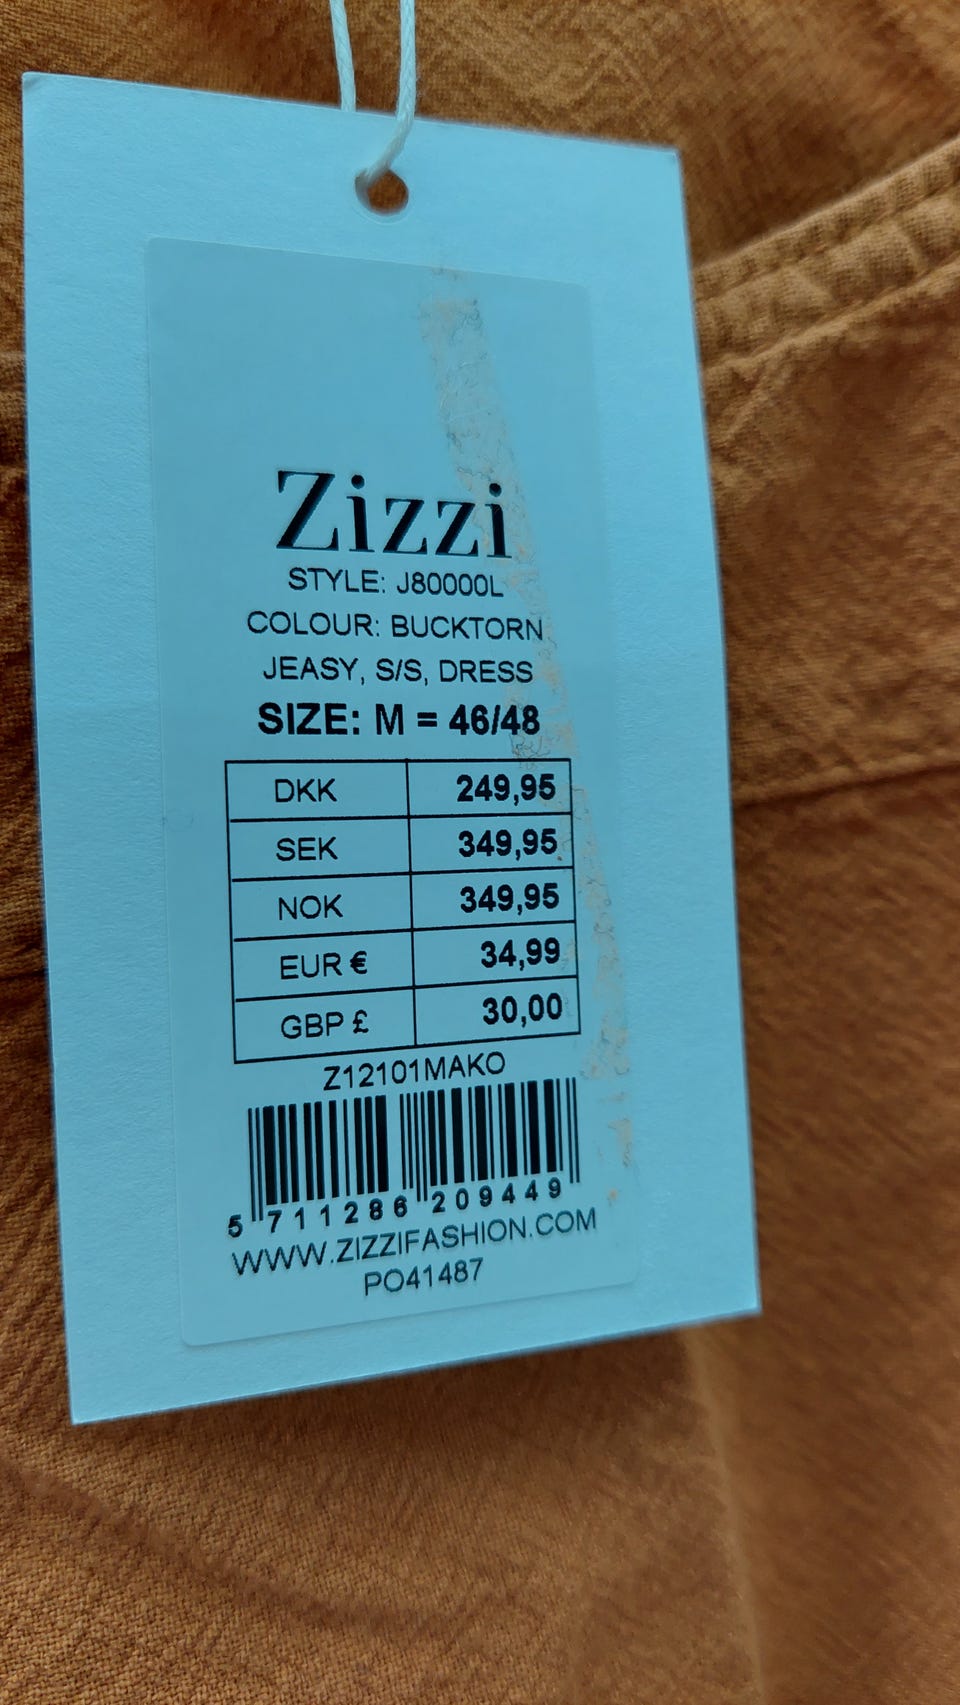 Zizzi
STYLE: J80000L
COLOUR: BUCKTORN
JEASY, S/S, DRESS
SIZE: M = 46/48
DKK 249,95
SEK 349,95
NOK 349,95
EUR € 34,99
GBP £ 30,00
Z12101MAKO
5 711286 209449
WWW.ZIZZIFASHION.COM
PO41487